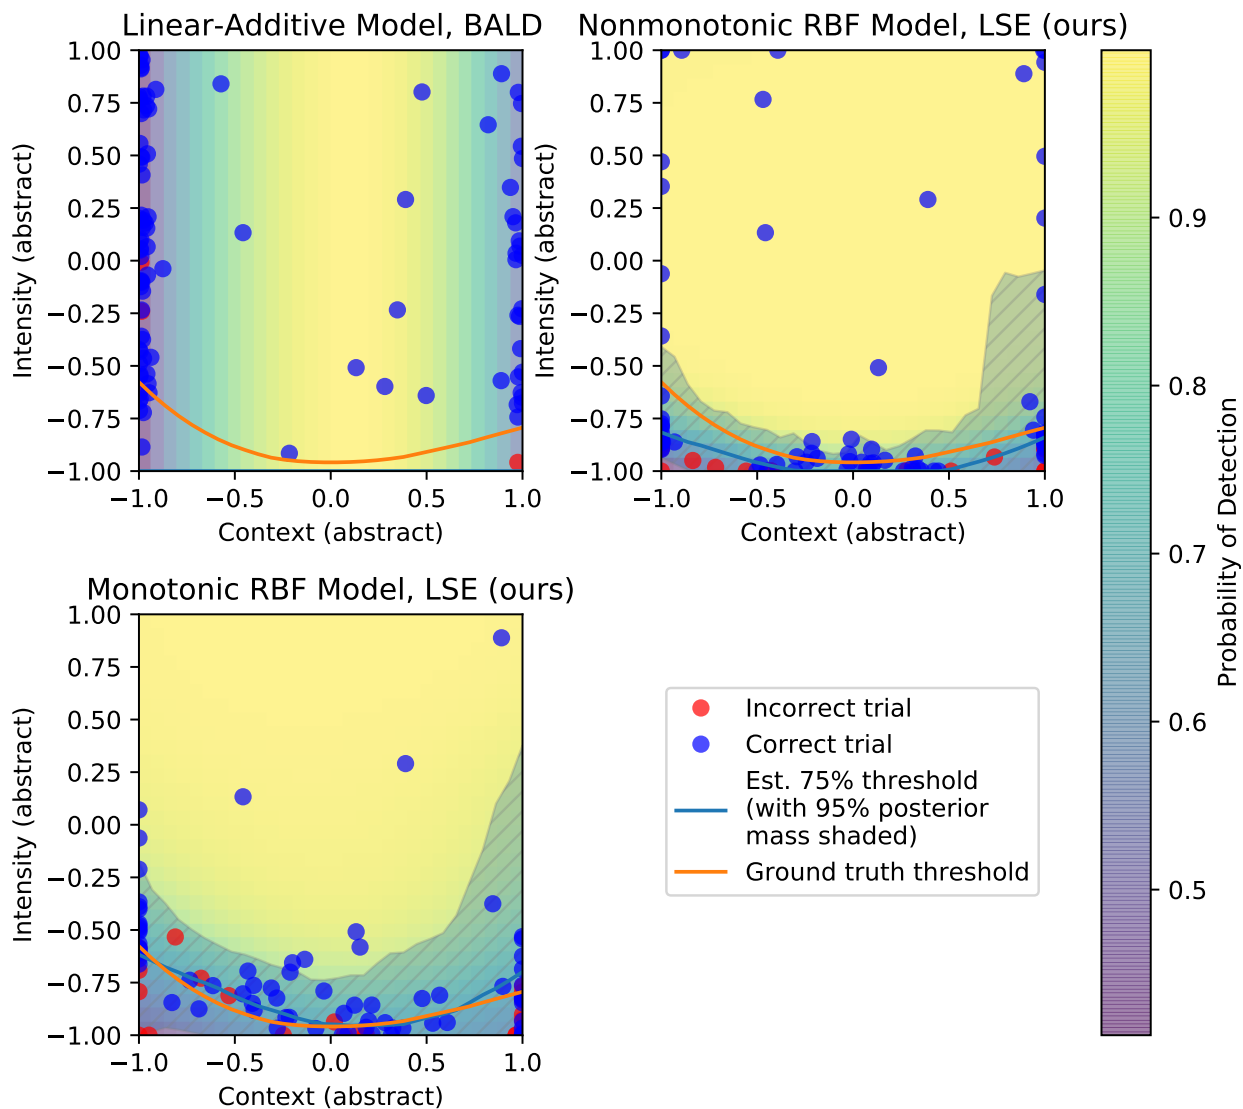 Linear-Additive Model, BALD
1.00
0.75
0.50
0.25
0.00
−0.25
−0.50
−0.75
−1.00
Intensity (abstract)
−1.0 −0.5 0.0 0.5 1.0
Context (abstract)
Nonmonotonic RBF Model, LSE (ours)
1.00
0.75
0.50
0.25
0.00
−0.25
−0.50
−0.75
−1.00
Intensity (abstract)
−1.0 −0.5 0.0 0.5 1.0
Context (abstract)
Monotonic RBF Model, LSE (ours)
1.00
0.75
0.50
0.25
0.00
−0.25
−0.50
−0.75
−1.00
Intensity (abstract)
−1.0 −0.5 0.0 0.5 1.0
Context (abstract)
Incorrect trial
Correct trial
Est. 75% threshold
(with 95% posterior
mass shaded)
Ground truth threshold
0.9
0.8
0.7
0.6
0.5
Probability of Detection